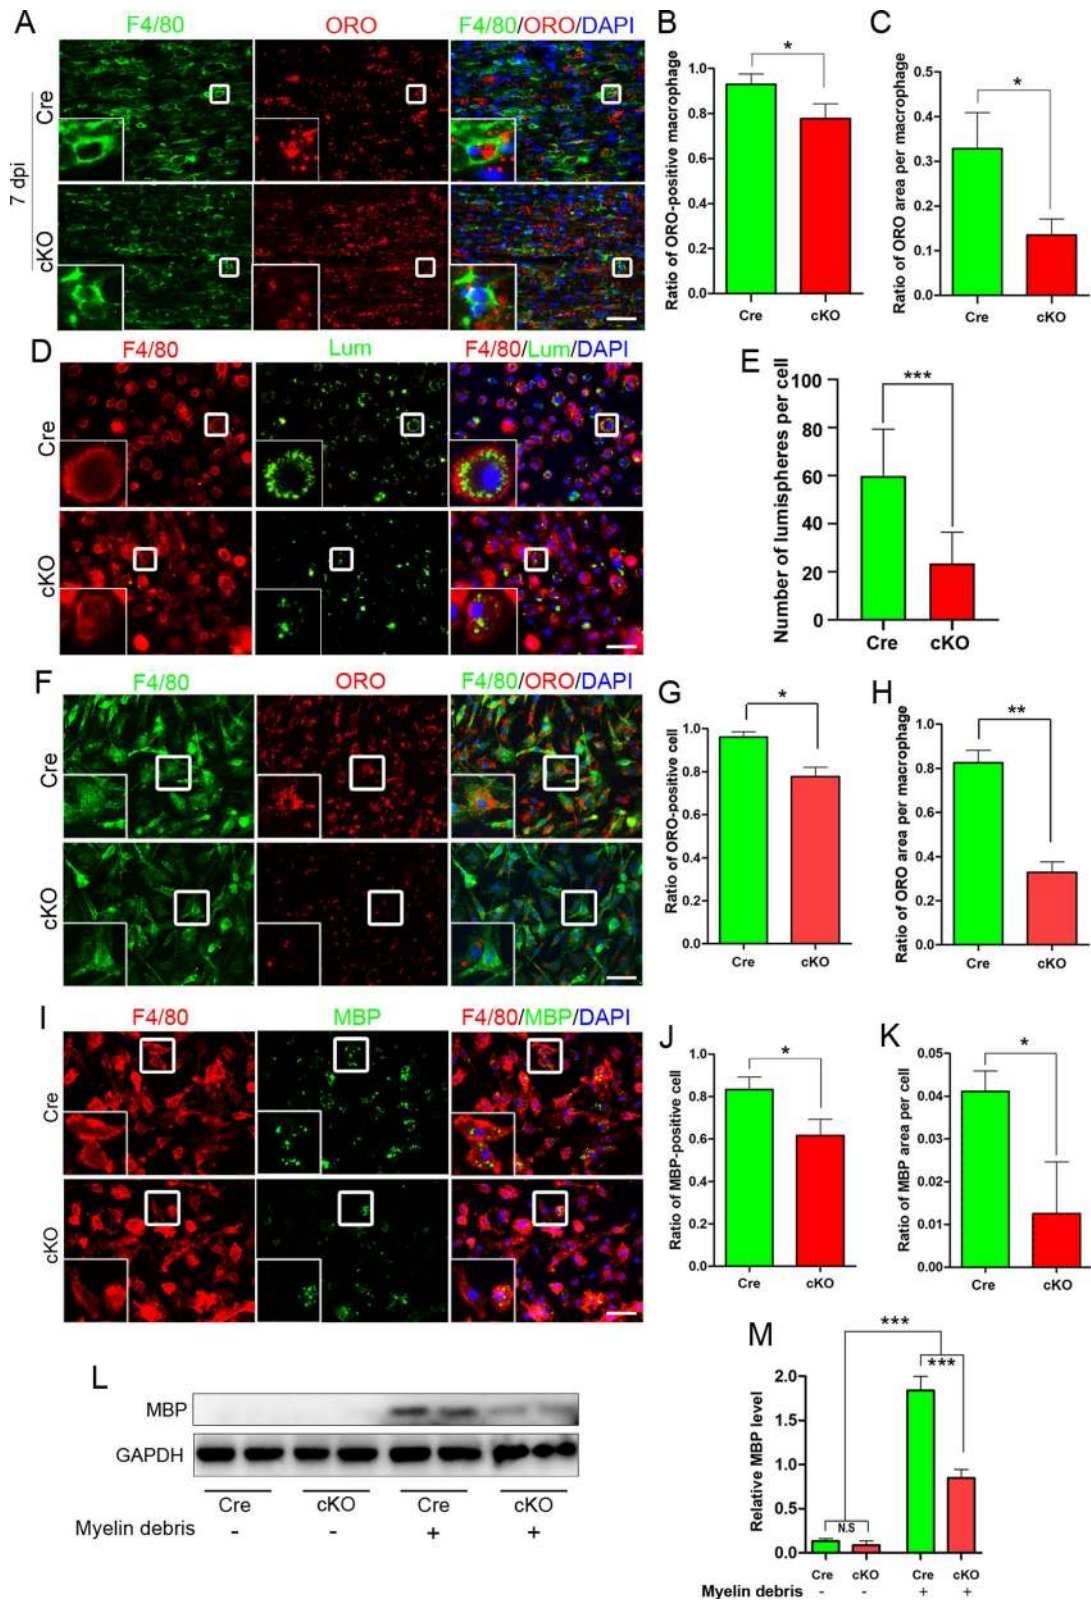 A
F4/80
ORO
F4/80/ORO/DAPI
7 dpi
Cre
cKO
B
Ratio of ORO-positive macrophage
1.0
0.8
0.6
0.4
0.2
0.0
*
Cre
cKO
C
Ratio of ORO area per macrophage
0.5
0.4
0.3
0.2
0.1
0.0
*
Cre
cKO
D
F4/80
Lum
F4/80/Lum/DAPI
Cre
cKO
E
Number of lumispheres per cell
100
80
60
40
20
0
***
Cre
cKO
F
F4/80
ORO
F4/80/ORO/DAPI
Cre
cKO
G
Ratio of ORO-positive cell
1.0
0.8
0.6
0.4
0.2
0.0
*
Cre
cKO
H
Ratio of ORO area per macrophage
1.0
0.8
0.6
0.4
0.2
0.0
**
Cre
cKO
I
F4/80
MBP
F4/80/MBP/DAPI
Cre
cKO
J
Ratio of MBP-positive cell
1.0
0.8
0.6
0.4
0.2
0.0
*
Cre
cKO
K
Ratio of MBP area per cell
0.05
0.04
0.03
0.02
0.01
0.00
*
Cre
cKO
L
MBP
GAPDH
Cre cKO Cre cKO
Myelin debris - - + +
M
Relative MBP level
2.0
1.5
1.0
0.5
0.0
***
***
N.S
Cre cKO Cre cKO
Myelin debris - - + +